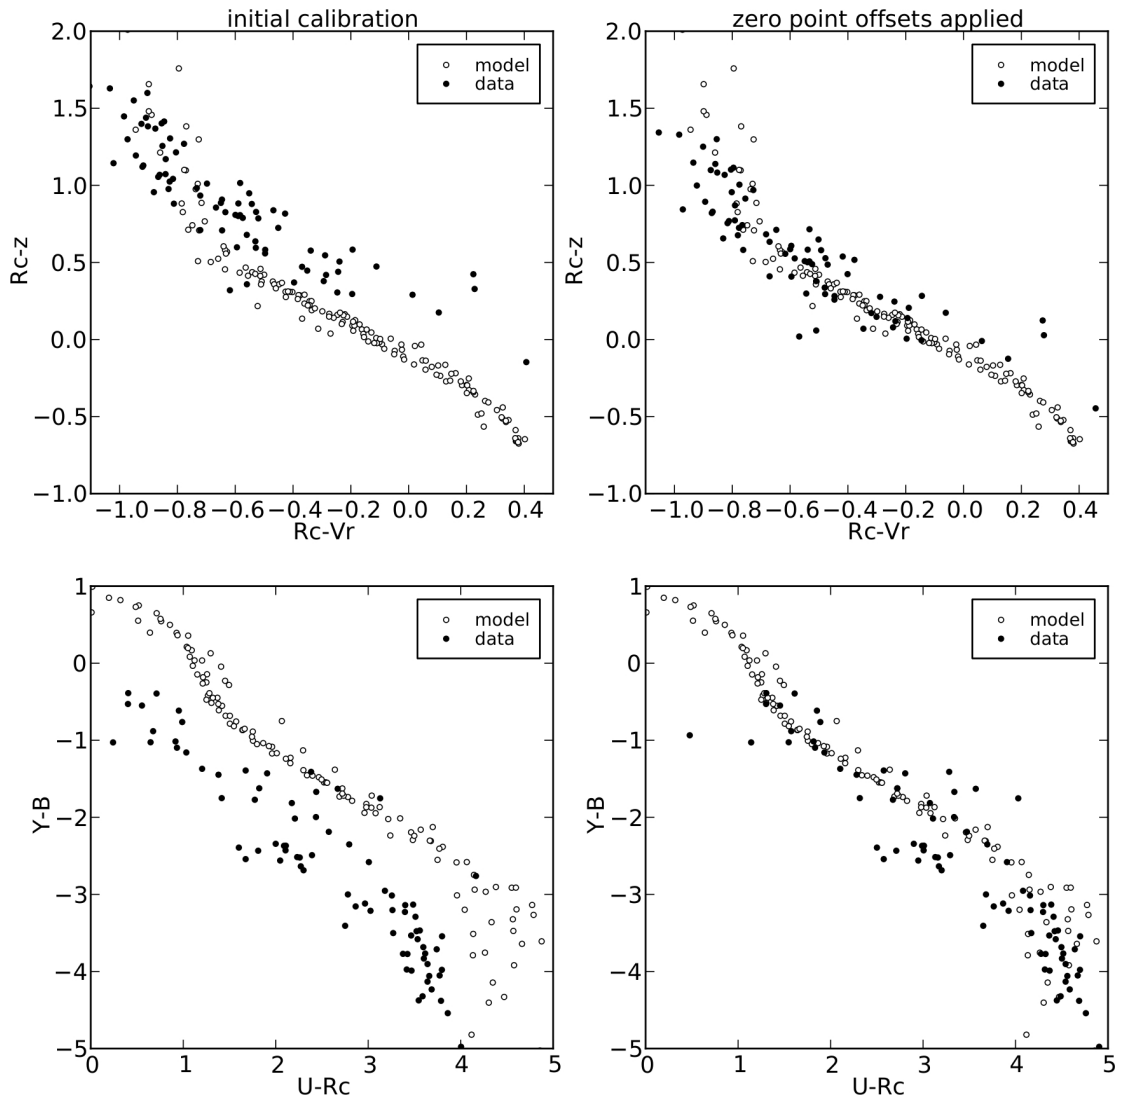 initial calibration
zero point offsets applied
2.0
1.5
1.0
0.5
0.0
−0.5
−1.0
Rc-z
model
data
−1.0 −0.8 −0.6 −0.4 −0.2 0.0 0.2 0.4
Rc-Vr
2.0
1.5
1.0
0.5
0.0
−0.5
−1.0
Rc-z
model
data
−1.0 −0.8 −0.6 −0.4 −0.2 0.0 0.2 0.4
Rc-Vr
1
0
−1
−2
−3
−4
−5
Y-B
model
data
0 1 2 3 4 5
U-Rc
1
0
−1
−2
−3
−4
−5
Y-B
model
data
0 1 2 3 4 5
U-Rc